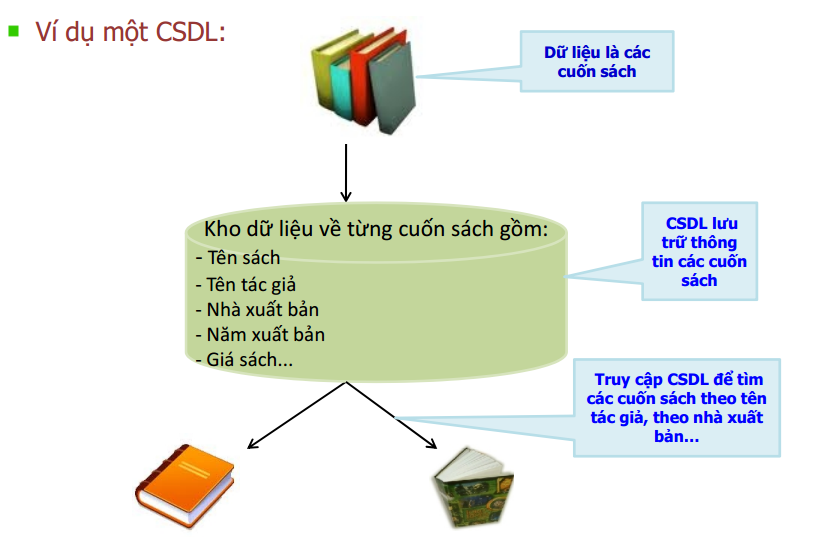 Ví dụ một CSDL:
Dữ liệu là các
cuốn sách
Kho dữ liệu về từng cuốn sách gồm:
- Tên sách
- Tên tác giả
- Nhà xuất bản
- Năm xuất bản
- Giá sách...
CSDL lưu
trữ thông
tin các cuốn
sách
Truy cập CSDL để tìm
các cuốn sách theo tên
tác giả, theo nhà xuất
bản...